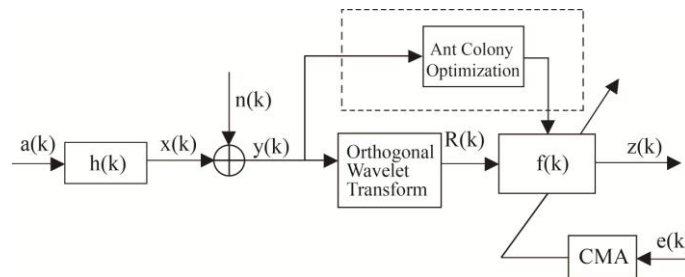 Ant Colony
Optimization
n(k)
a(k)
h(k)
x(k)
y(k)
Orthogonal
Wavelet
Transform
R(k)
f(k)
z(k)
CMA
e(k